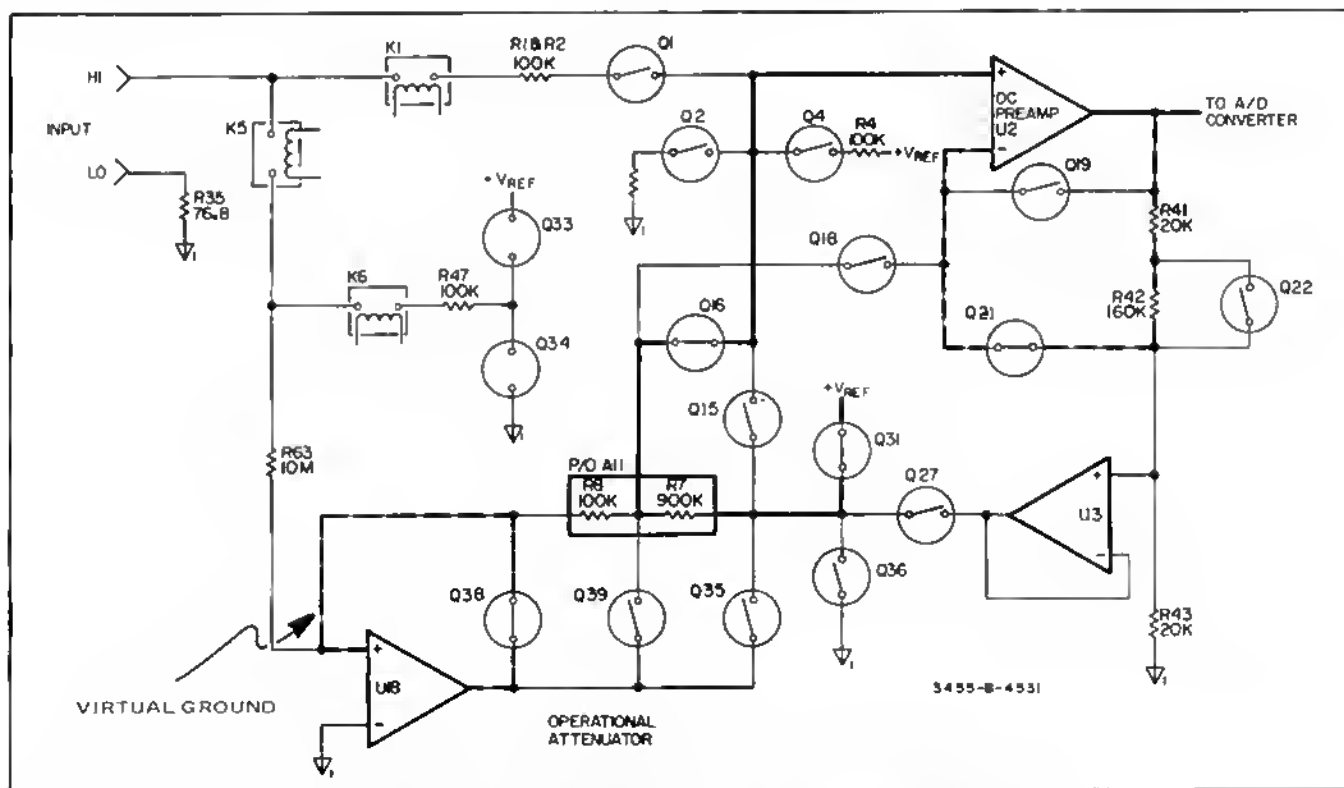 HI
INPUT
LO
R35
76.8
K5
K1
R1&R2
100K
Q1
Q2
Q4
R4
100K
+VREF
+
DC
PREAMP
U2
−
TO A/D
CONVERTER
Q19
R41
20K
Q18
Q21
R42
160K
Q22
+VREF
Q33
K6
R47
100K
Q34
Q16
Q15
+VREF
Q31
R63
10M
P/O A11
R8
100K
R7
900K
Q27
+
U13
−
Q38
Q39
Q35
Q36
R43
20K
VIRTUAL GROUND
+
U18
−
OPERATIONAL
ATTENUATOR
3455-B-4531